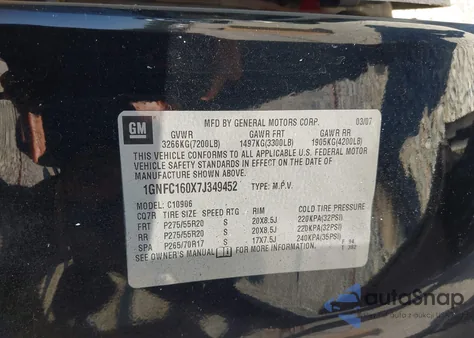 MFD BY GENERAL MOTORS CORP. 03/07
GM
GVWR GAWR FRT GAWR RR
3266KG(7200LB) 1497KG(3300LB) 1905KG(4200LB)
THIS VEHICLE CONFORMS TO ALL APPLICABLE U.S. FEDERAL MOTOR
VEHICLE SAFETY STANDARDS IN EFFECT ON THE DATE OF
MANUFACTURE SHOWN ABOVE.
1GNFC160X7J349452 TYPE: M.P.V.
MODEL: C10906
CQ7R TIRE SIZE SPEED RTG RIM COLD TIRE PRESSURE
FRT P275/55R20 S 20X8.5J 220KPA(32PSI)
RR P275/55R20 S 20X8.5J 220KPA(32PSI)
SPA P265/70R17 S 17X7.5J 240KPA(35PSI)
SEE OWNER'S MANUAL FOR MORE INFORMATION.
autoSnap